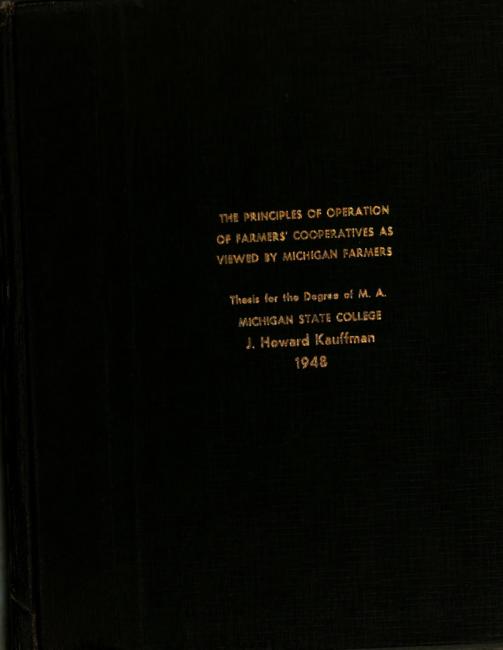 THE PRINCIPLES OF OPERATION
OF FARMERS' COOPERATIVES AS
VIEWED BY MICHIGAN FARMERS
Thesis for the Degree of M. A.
MICHIGAN STATE COLLEGE
J. Howard Kauffman
1948